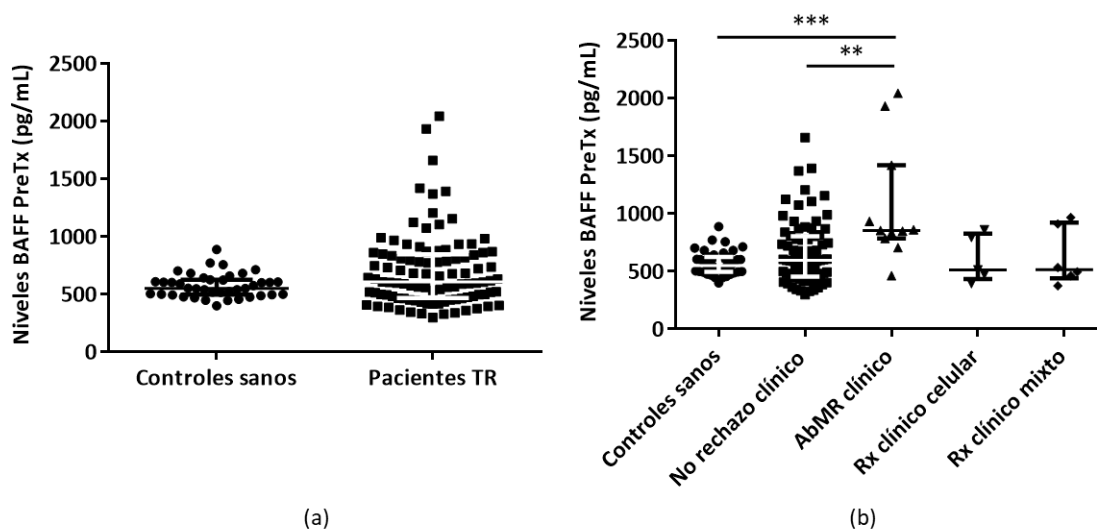 Niveles BAFF PreTx (pg/mL)
2500
2000
1500
1000
500
0
Controles sanos
Pacientes TR
(a)
Niveles BAFF PreTx (pg/mL)
***
**
2500
2000
1500
1000
500
0
Controles sanos
No rechazo clínico
AbMR clínico
Rx clínico celular
Rx clínico mixto
(b)